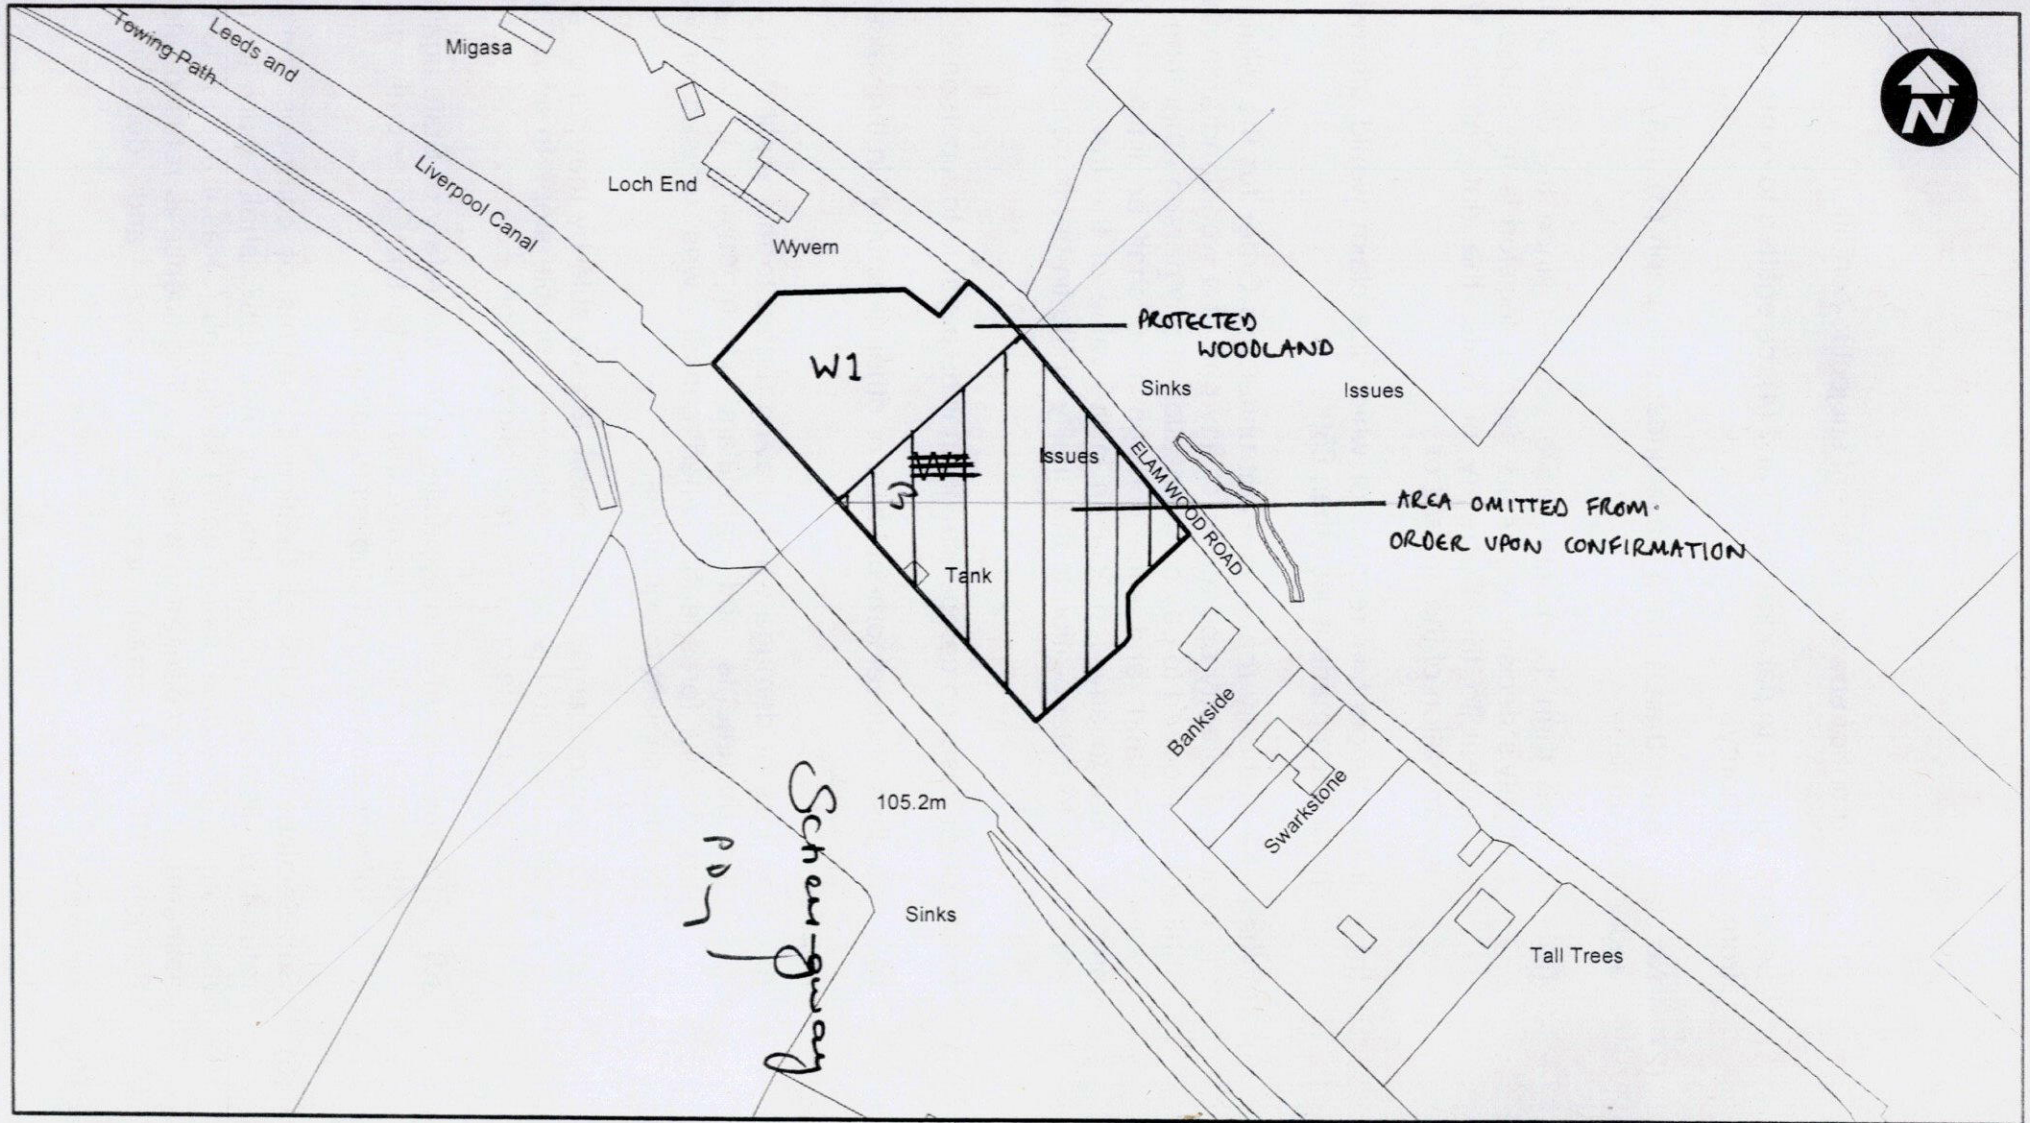 Leeds and
Towing Path
Migasa
N
Liverpool Canal
Loch End
Wyvern
PROTECTED
WOODLAND
W1
Sinks
Issues
Issues
ELAM WOOD ROAD
AREA OMITTED FROM
ORDER UPON CONFIRMATION
Tank
Bankside
Swarkstone
105.2m
Sinks
Tall Trees